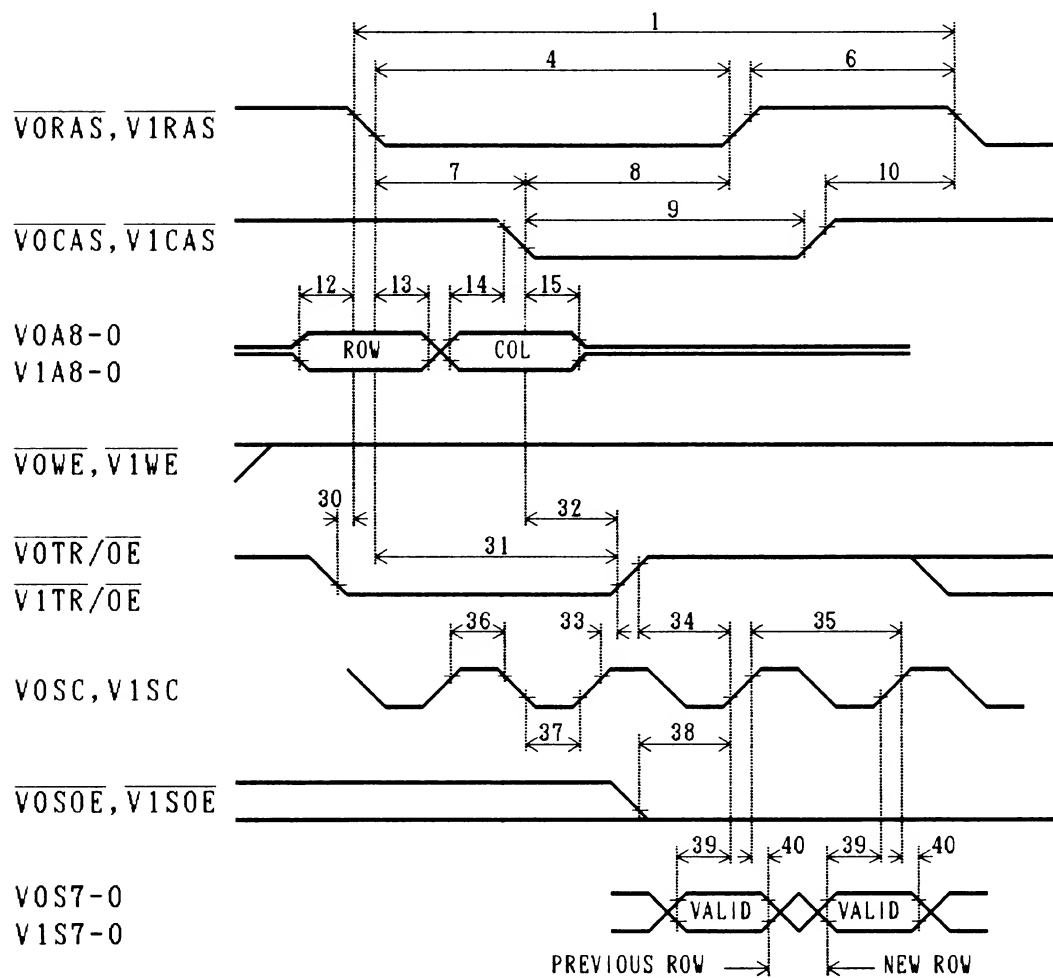 1
4 6
V0RAS, V1RAS
7 8 10
9
V0CAS, V1CAS
12 13 14 15
V0A8-0
ROW COL
V1A8-0
V0WE, V1WE
30 32
31
V0TR/OE
V1TR/OE
36 33 34 35
V0SC, V1SC
37 38
V0SOE, V1SOE
39 40 39 40
V0S7-0
VALID VALID
V1S7-0
PREVIOUS ROW NEW ROW